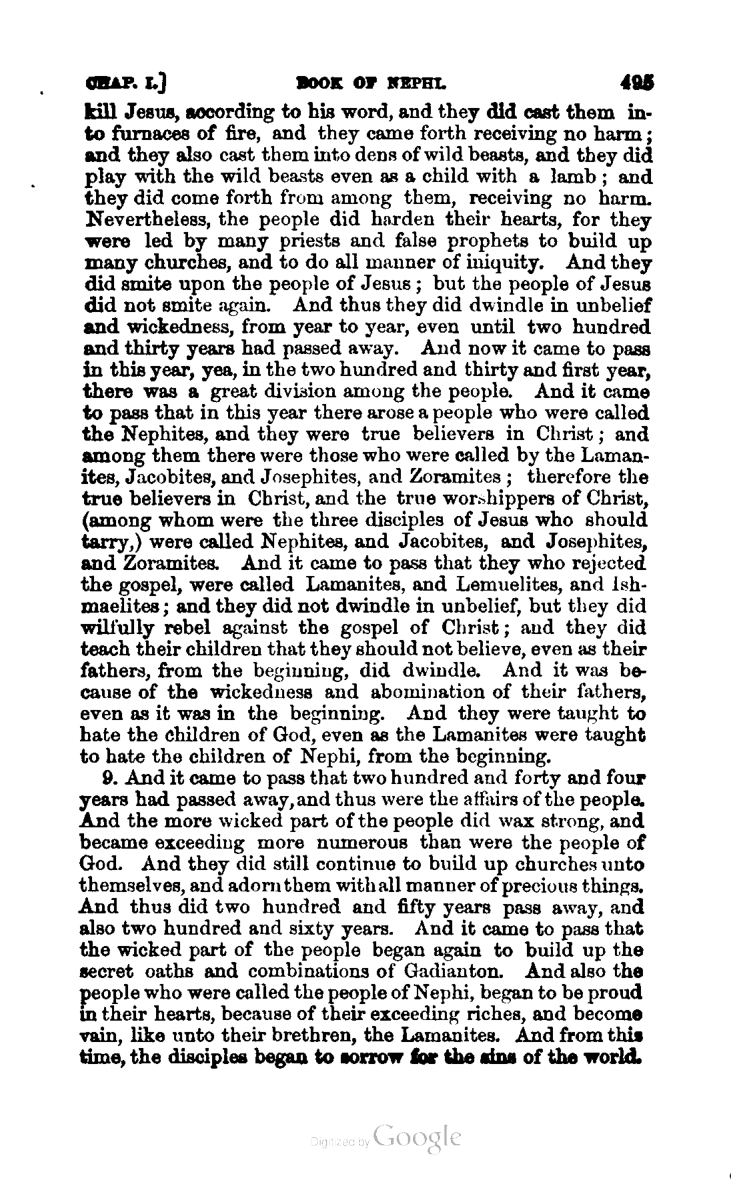 CHAP. I.] BOOK OF NEPHI. 495
kill Jesus, according to his word, and they did cast them in-
to furnaces of fire, and they came forth receiving no harm;
and they also cast them into dens of wild beasts, and they did
play with the wild beasts even as a child with a lamb; and
they did come forth from among them, receiving no harm.
Nevertheless, the people did harden their hearts, for they
were led by many priests and false prophets to build up
many churches, and to do all manner of iniquity. And they
did smite upon the people of Jesus; but the people of Jesus
did not smite again. And thus they did dwindle in unbelief
and wickedness, from year to year, even until two hundred
and thirty years had passed away. And now it came to pass
in this year, yea, in the two hundred and thirty and first year,
there was a great division among the people. And it came
to pass that in this year there arose a people who were called
the Nephites, and they were true believers in Christ; and
among them there were those who were called by the Laman-
ites, Jacobites, and Josephites, and Zoramites; therefore the
true believers in Christ, and the true worshippers of Christ,
(among whom were the three disciples of Jesus who should
tarry,) were called Nephites, and Jacobites, and Josephites,
and Zoramites. And it came to pass that they who rejected
the gospel, were called Lamanites, and Lemuelites, and Ish-
maelites; and they did not dwindle in unbelief, but they did
wilfully rebel against the gospel of Christ; and they did
teach their children that they should not believe, even as their
fathers, from the beginning, did dwindle. And it was be-
cause of the wickedness and abomination of their fathers,
even as it was in the beginning. And they were taught to
hate the children of God, even as the Lamanites were taught
to hate the children of Nephi, from the beginning.
9. And it came to pass that two hundred and forty and four
years had passed away, and thus were the affairs of the people.
And the more wicked part of the people did wax strong, and
became exceeding more numerous than were the people of
God. And they did still continue to build up churches unto
themselves, and adorn them with all manner of precious things.
And thus did two hundred and fifty years pass away, and
also two hundred and sixty years. And it came to pass that
the wicked part of the people began again to build up the
secret oaths and combinations of Gadianton. And also the
people who were called the people of Nephi, began to be proud
in their hearts, because of their exceeding riches, and become
vain, like unto their brethren, the Lamanites. And from this
time, the disciples began to sorrow for the sins of the world.
Digitized by Google